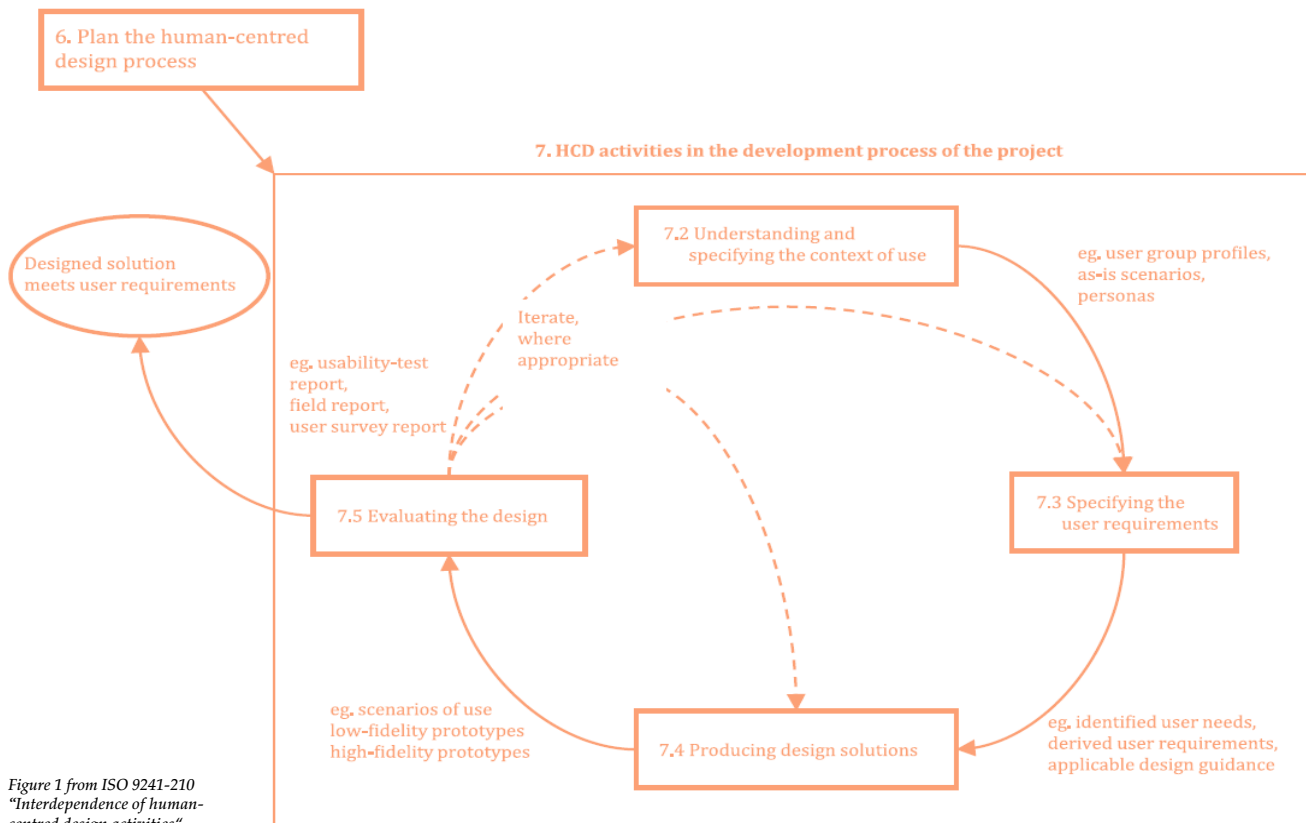 6. Plan the human-centred
design process
7. HCD activities in the development process of the project
Designed solution
meets user requirements
7.2 Understanding and
specifying the context of use
eg. user group profiles,
as-is scenarios,
personas
Iterate,
where
appropriate
eg. usability-test
report,
field report,
user survey report
7.5 Evaluating the design
7.3 Specifying the
user requirements
eg. scenarios of use
low-fidelity prototypes
high-fidelity prototypes
7.4 Producing design solutions
eg. identified user needs,
derived user requirements,
applicable design guidance
Figure 1 from ISO 9241-210
“Interdependence of human-
centred design activities“